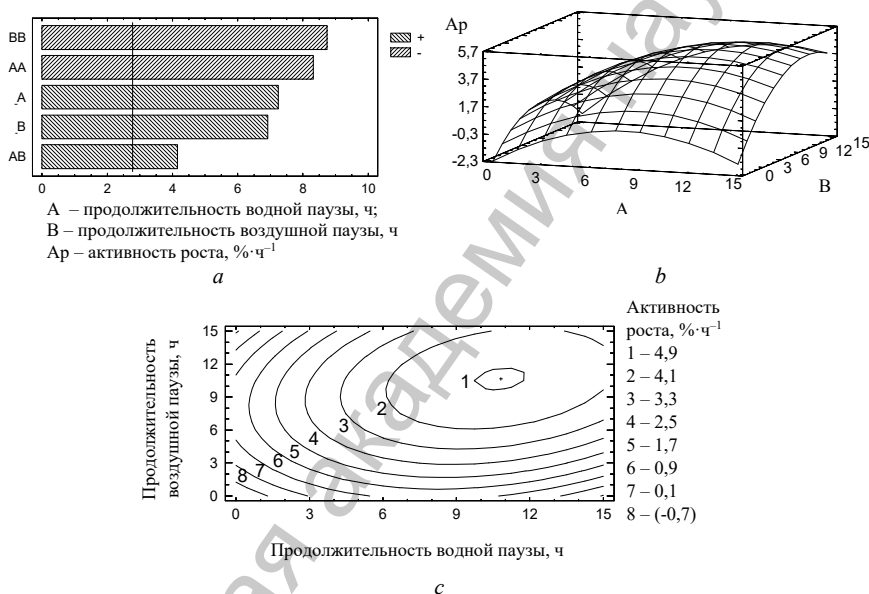 BB
AA
A
B
AB
0 2 4 6 8 10
+
-
A – продолжительность водной паузы, ч;
B – продолжительность воздушной паузы, ч
Ар – активность роста, %·ч⁻¹
a
Ар
5,7
3,7
1,7
-0,3
-2,3
0 3 6 9 12 15
A
0 3 6 9 12 15
B
b
Продолжительность
воздушной паузы, ч
15
12
9
6
3
0
0 3 6 9 12 15
1
2
3
4
5
6
7
8
Продолжительность водной паузы, ч
Активность
роста, %·ч⁻¹
1 – 4,9
2 – 4,1
3 – 3,3
4 – 2,5
5 – 1,7
6 – 0,9
7 – 0,1
8 – (-0,7)
c
академия